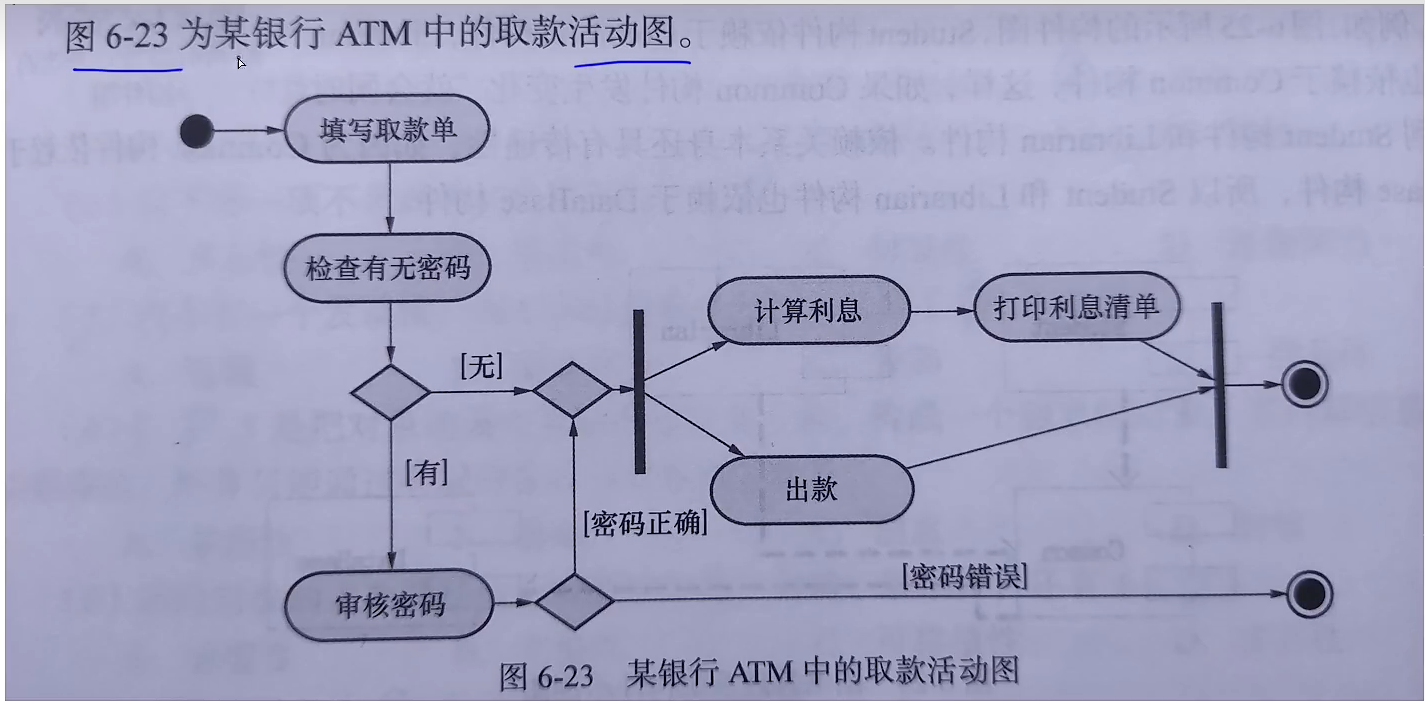 图 6-23 为某银行 ATM 中的取款活动图。
填写取款单
检查有无密码
[无]
[有]
计算利息
打印利息清单
出款
[密码正确]
审核密码
[密码错误]
图 6-23 某银行 ATM 中的取款活动图